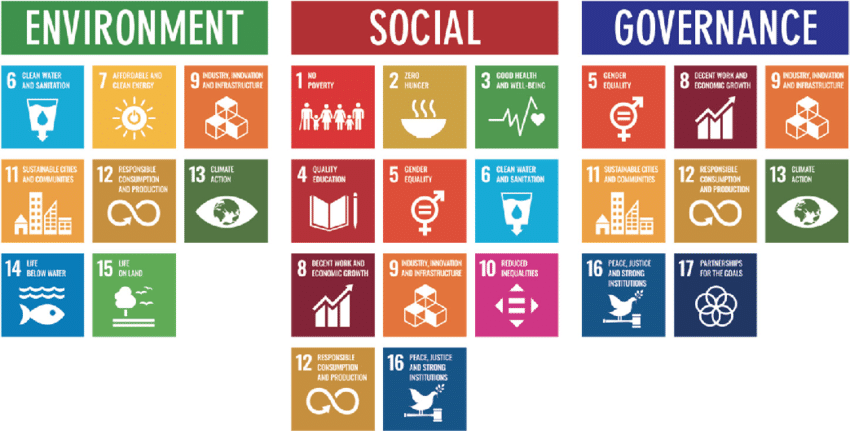 ENVIRONMENT
6 CLEAN WATER
AND SANITATION
7 AFFORDABLE AND
CLEAN ENERGY
9 INDUSTRY, INNOVATION
AND INFRASTRUCTURE
11 SUSTAINABLE CITIES
AND COMMUNITIES
12 RESPONSIBLE
CONSUMPTION
AND PRODUCTION
13 CLIMATE
ACTION
14 LIFE
BELOW WATER
15 LIFE
ON LAND
SOCIAL
1 NO
POVERTY
2 ZERO
HUNGER
3 GOOD HEALTH
AND WELL-BEING
4 QUALITY
EDUCATION
5 GENDER
EQUALITY
6 CLEAN WATER
AND SANITATION
8 DECENT WORK AND
ECONOMIC GROWTH
9 INDUSTRY, INNOVATION
AND INFRASTRUCTURE
10 REDUCED
INEQUALITIES
12 RESPONSIBLE
CONSUMPTION
AND PRODUCTION
16 PEACE, JUSTICE
AND STRONG
INSTITUTIONS
GOVERNANCE
5 GENDER
EQUALITY
8 DECENT WORK AND
ECONOMIC GROWTH
9 INDUSTRY, INNOVATION
AND INFRASTRUCTURE
11 SUSTAINABLE CITIES
AND COMMUNITIES
12 RESPONSIBLE
CONSUMPTION
AND PRODUCTION
13 CLIMATE
ACTION
16 PEACE, JUSTICE
AND STRONG
INSTITUTIONS
17 PARTNERSHIPS
FOR THE GOALS